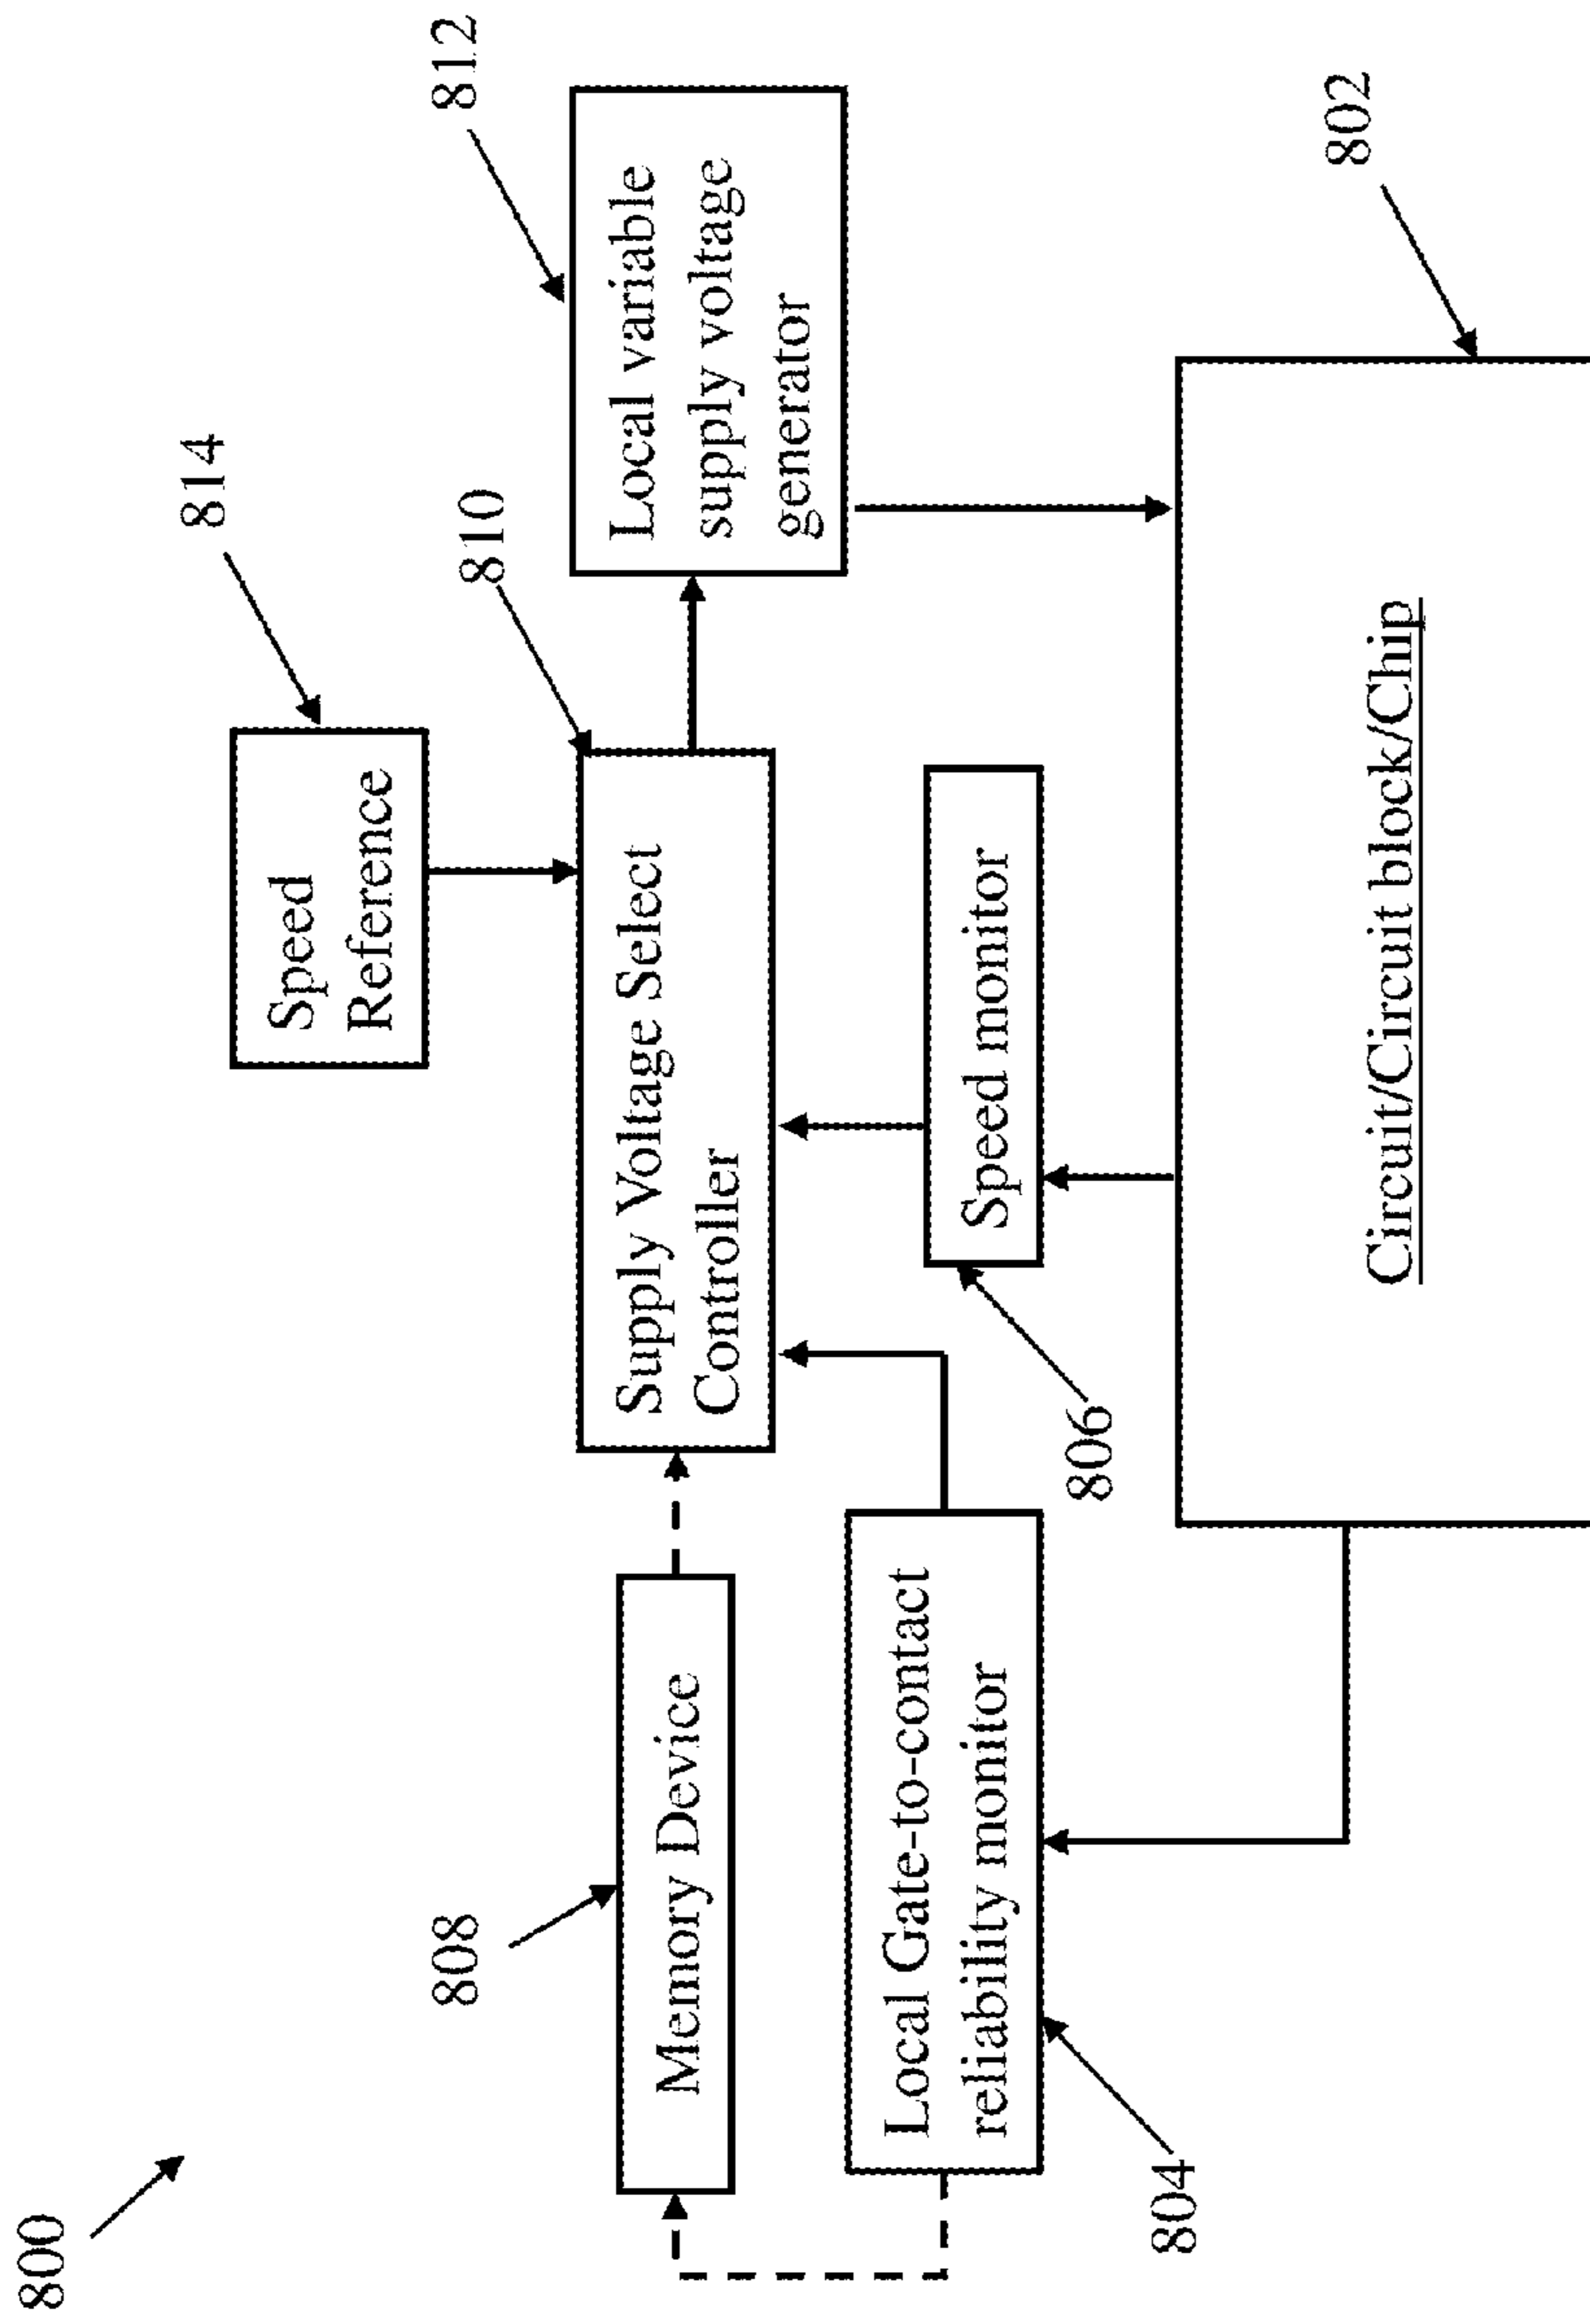 800
814
Speed
Reference
810
812
Supply Voltage Select
Controller
Local variable
supply voltage
generator
808
Memory Device
Local Gate-to-contact
reliability monitor
804
Speed monitor
806
802
Circuit/Circuit block/Chip